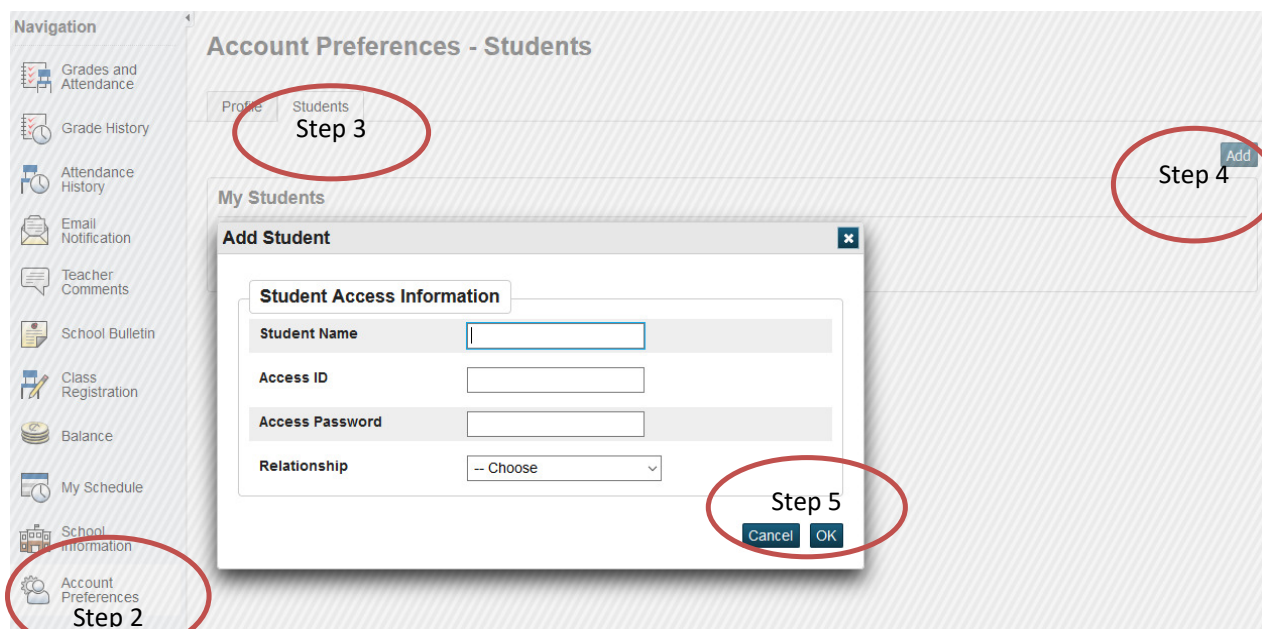 Navigation
Grades and
Attendance
Grade History
Attendance
History
Email
Notification
Teacher
Comments
School Bulletin
Class
Registration
Balance
My Schedule
School
Information
Account
Preferences
Step 2
Account Preferences - Students
Profile
Students
Step 3
Add
Step 4
My Students
Add Student
Student Access Information
Student Name
Access ID
Access Password
Relationship
-- Choose
Step 5
Cancel
OK